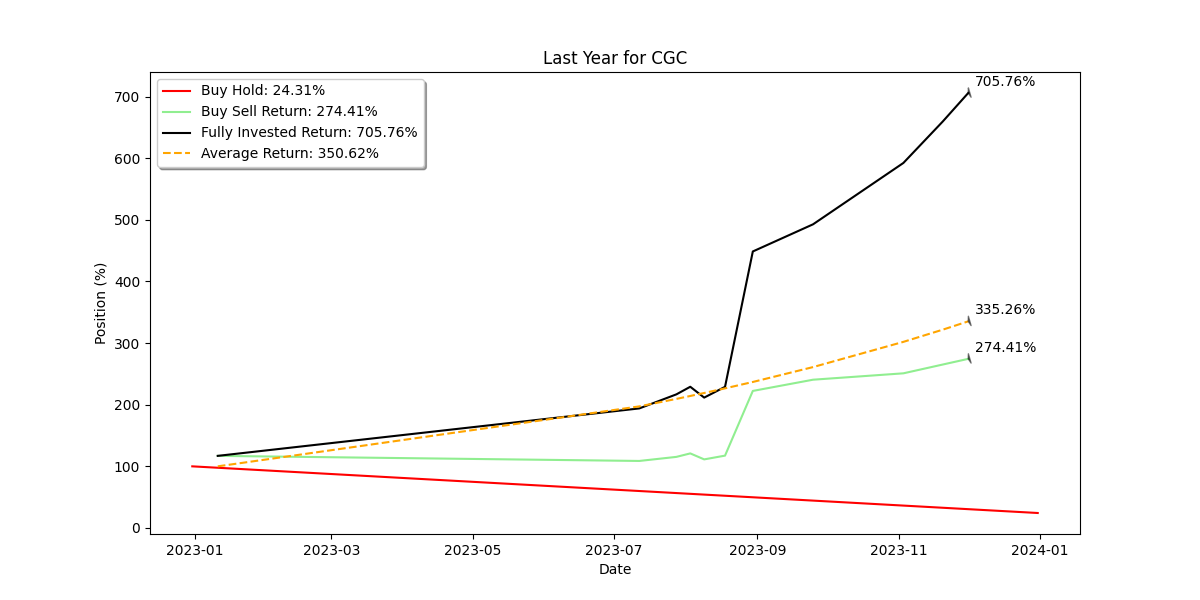 Last Year for CGC
Buy Hold: 24.31%
Buy Sell Return: 274.41%
Fully Invested Return: 705.76%
Average Return: 350.62%
705.76%
335.26%
274.41%
Position (%)
700
600
500
400
300
200
100
0
2023-01 2023-03 2023-05 2023-07 2023-09 2023-11 2024-01
Date